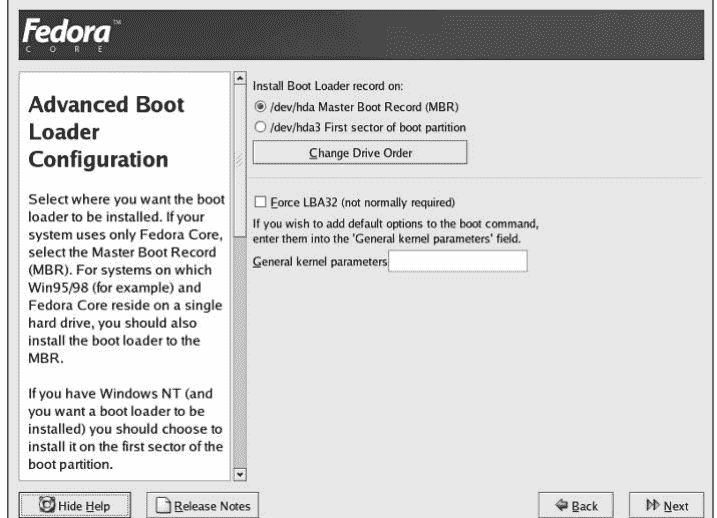 Fedora™
CORE
Advanced Boot
Loader
Configuration
Select where you want the boot
loader to be installed. If your
system uses only Fedora Core,
select the Master Boot Record
(MBR). For systems on which
Win95/98 (for example) and
Fedora Core reside on a single
hard drive, you should also
install the boot loader to the
MBR.
If you have Windows NT (and
you want a boot loader to be
installed) you should choose to
install it on the first sector of the
boot partition.
Install Boot Loader record on:
/dev/hda Master Boot Record (MBR)
/dev/hda3 First sector of boot partition
Change Drive Order
Force LBA32 (not normally required)
If you wish to add default options to the boot command,
enter them into the 'General kernel parameters' field.
General kernel parameters
Hide Help
Release Notes
Back
Next